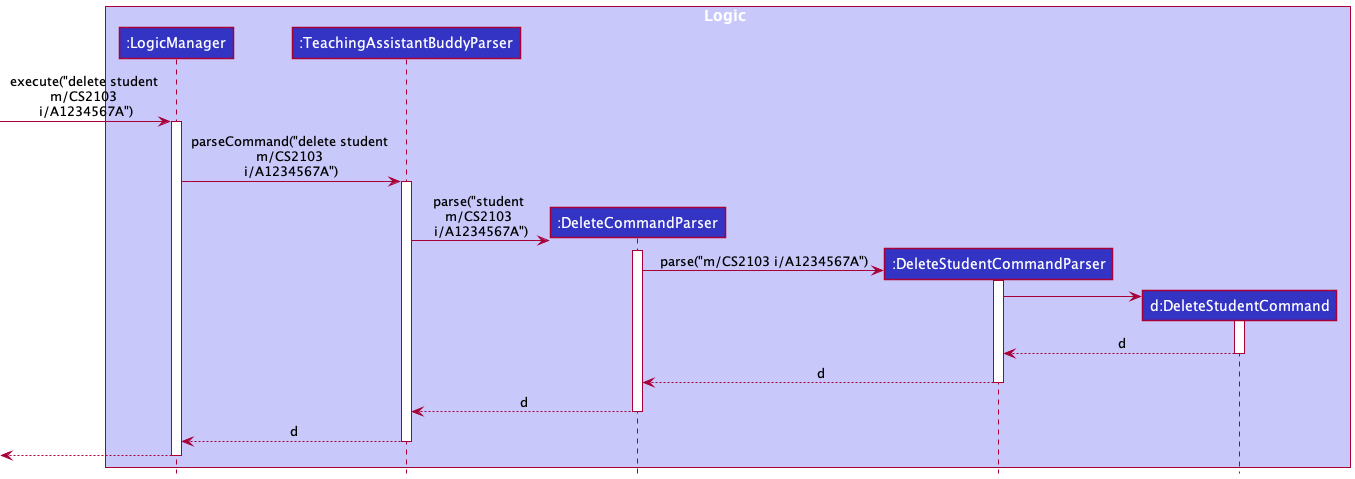 Logic
:LogicManager
:TeachingAssistantBuddyParser
execute("delete student
m/CS2103
i/A1234567A")
parseCommand("delete student
m/CS2103
i/A1234567A")
parse("student
m/CS2103
i/A1234567A")
:DeleteCommandParser
parse("m/CS2103 i/A1234567A")
:DeleteStudentCommandParser
d:DeleteStudentCommand
d
d
d
d